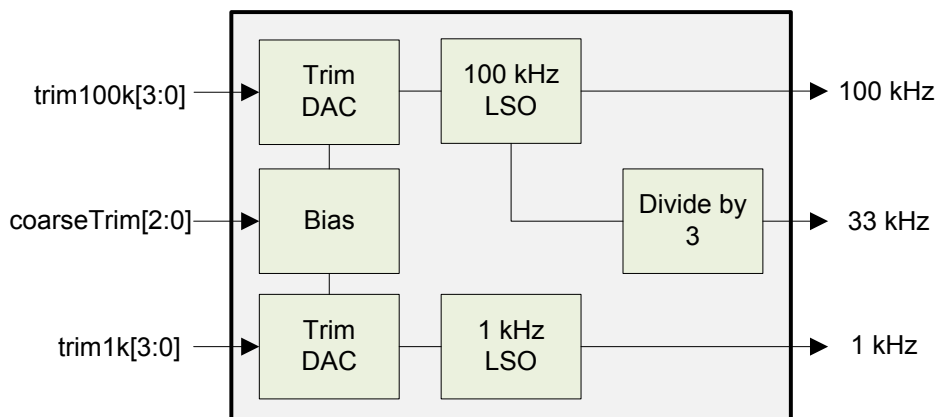 trim100k[3:0]
Trim
DAC
100 kHz
LSO
100 kHz
coarseTrim[2:0]
Bias
Divide by
3
33 kHz
trim1k[3:0]
Trim
DAC
1 kHz
LSO
1 kHz